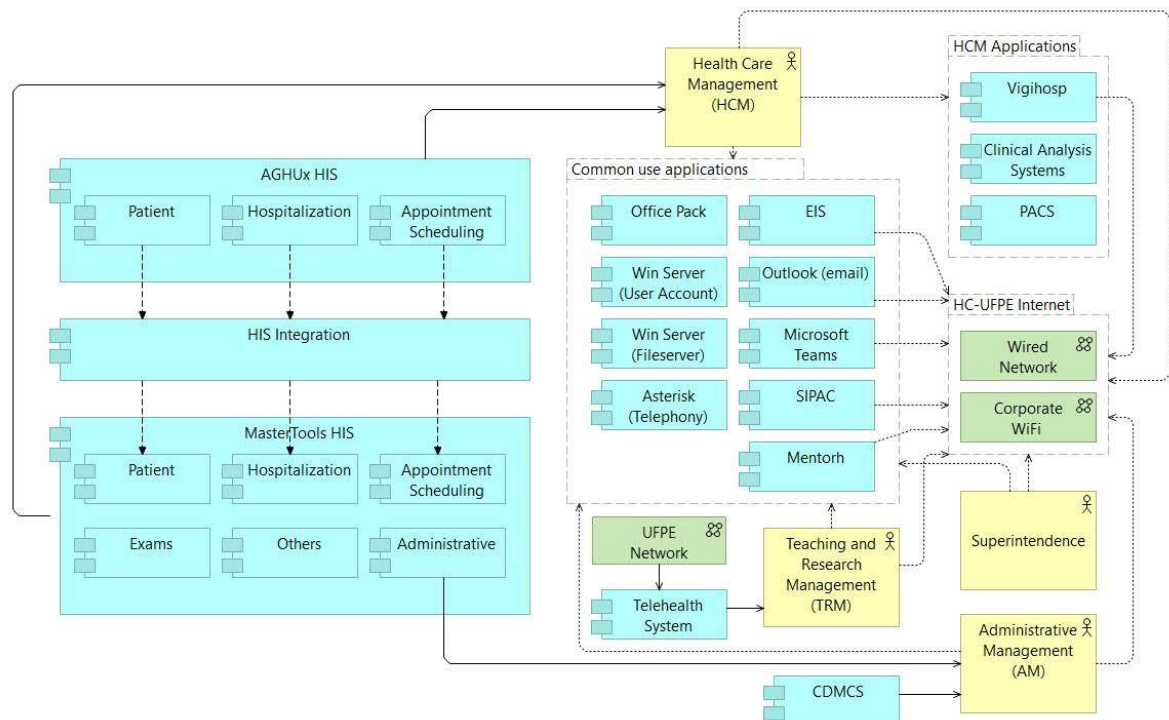 Health Care
Management
(HCM)
HCM Applications
Vigihosp
Clinical Analysis
Systems
PACS
AGHUx HIS
Patient
Hospitalization
Appointment
Scheduling
HIS Integration
MasterTools HIS
Patient
Hospitalization
Appointment
Scheduling
Exams
Others
Administrative
Common use applications
Office Pack
EIS
Win Server
(User Account)
Outlook (email)
Win Server
(Fileserver)
Microsoft
Teams
Asterisk
(Telephony)
SIPAC
Mentorh
HC-UFPE Internet
Wired
Network
Corporate
WiFi
UFPE
Network
Telehealth
System
Teaching and
Research
Management
(TRM)
Superintendence
Administrative
Management
(AM)
CDMCS